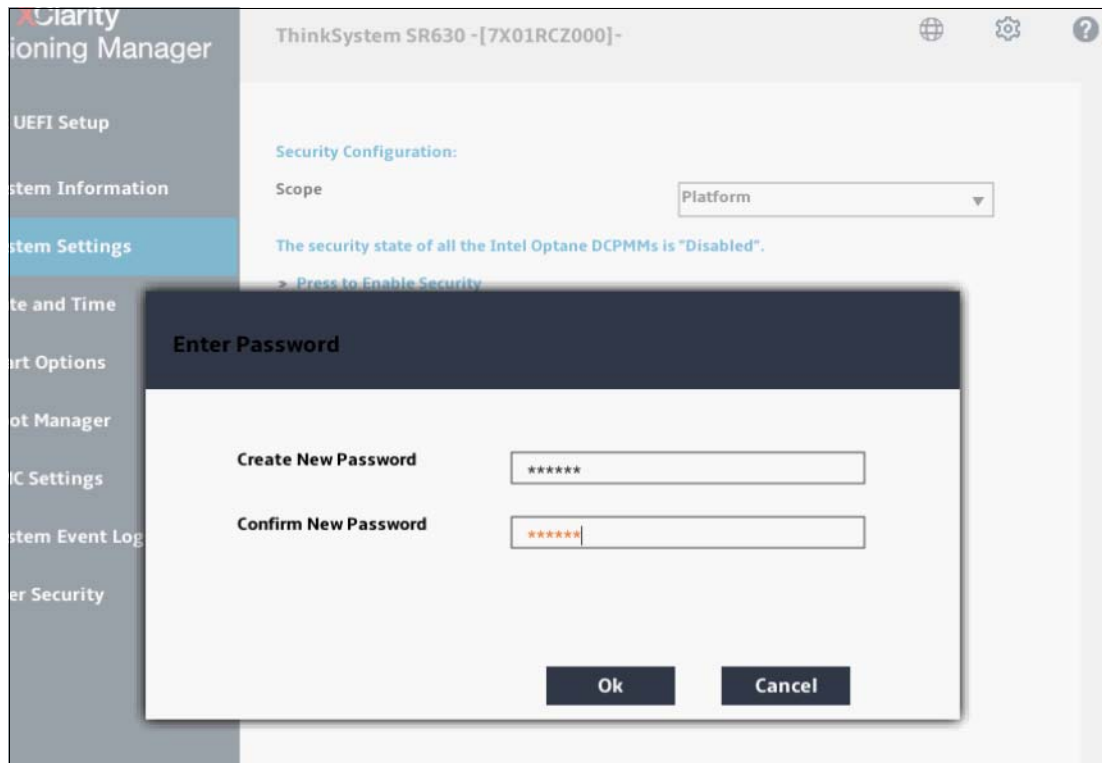 XClarity
ioning Manager
ThinkSystem SR630 -[7X01RCZ000]-
?
UEFI Setup
stem Information
stem Settings
te and Time
rt Options
ot Manager
C Settings
stem Event Log
er Security
Security Configuration:
Scope
Platform
The security state of all the Intel Optane DCPMMs is "Disabled".
> Press to Enable Security
Enter Password
Create New Password
******
Confirm New Password
******
Ok
Cancel